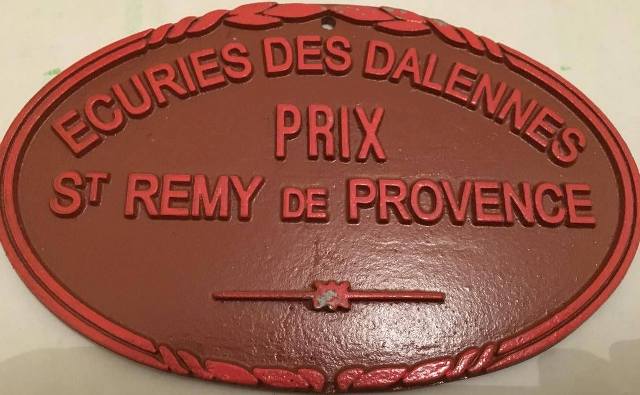 ECURIES DES DALENNES
PRIX
ST REMY DE PROVENCE